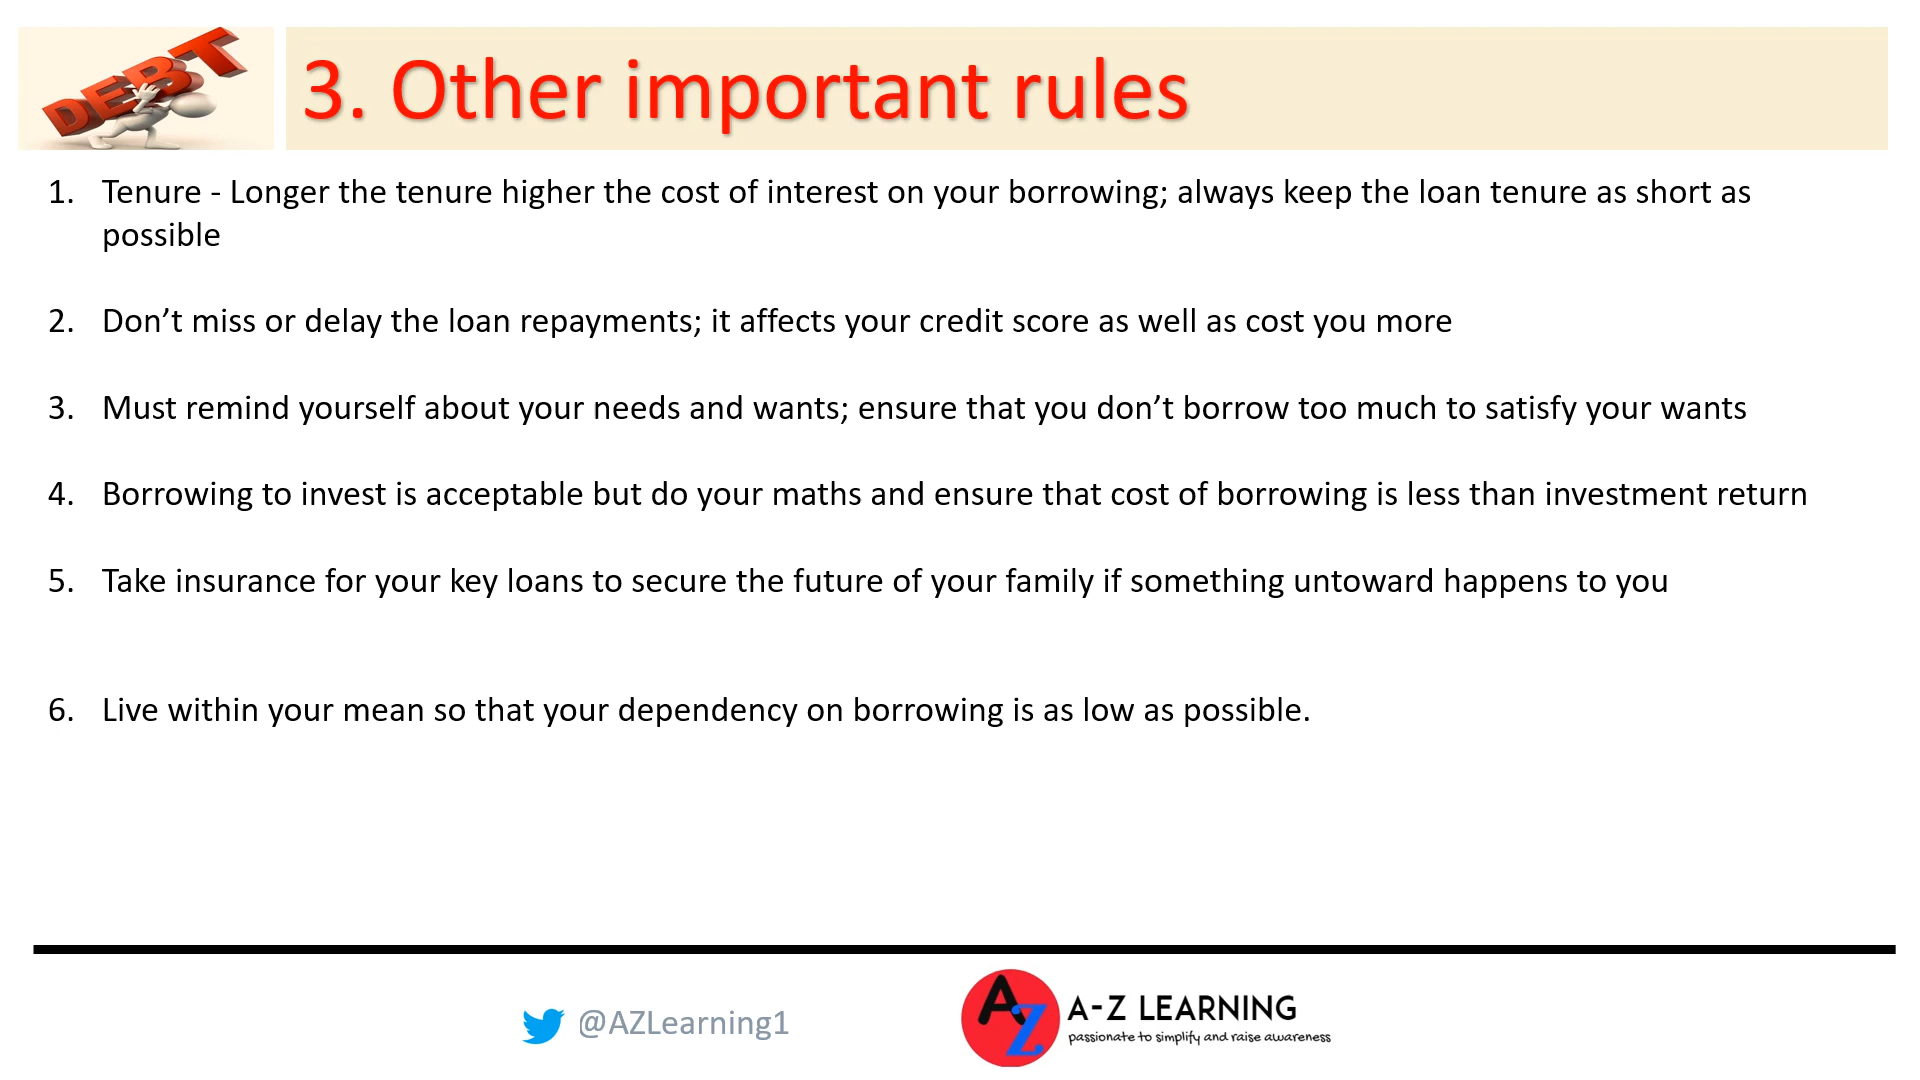 DEBT
3. Other important rules
1. Tenure - Longer the tenure higher the cost of interest on your borrowing; always keep the loan tenure as short as
possible
2. Don’t miss or delay the loan repayments; it affects your credit score as well as cost you more
3. Must remind yourself about your needs and wants; ensure that you don’t borrow too much to satisfy your wants
4. Borrowing to invest is acceptable but do your maths and ensure that cost of borrowing is less than investment return
5. Take insurance for your key loans to secure the future of your family if something untoward happens to you
6. Live within your mean so that your dependency on borrowing is as low as possible.
@AZLearning1
AZ
A-Z LEARNING
passionate to simplify and raise awareness